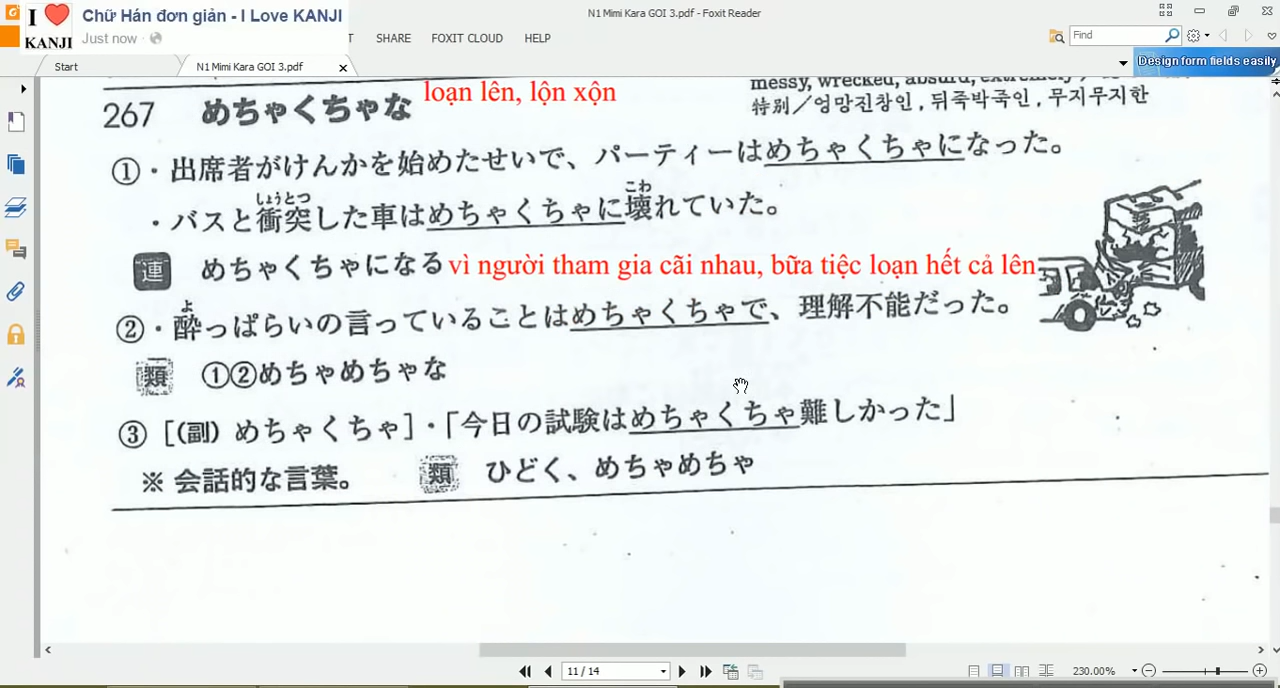 I ❤ KANJI
Chữ Hán đơn giản - I Love KANJI
Just now
N1 Mimi Kara GOI 3.pdf - Foxit Reader
T SHARE FOXIT CLOUD HELP
Find
Start
N1 Mimi Kara GOI 3.pdf
Design form fields easily
messy, wrecked, absurd, extremely
267 めちゃくちゃな
loạn lên, lộn xộn
特別／엉망진창인, 뒤죽박죽인, 무지무지한
①・出席者がけんかを始めたせいで、パーティーはめちゃくちゃになった。
しょうとつ こわ
・バスと衝突した車はめちゃくちゃに壊れていた。
連 めちゃくちゃになる
vì người tham gia cãi nhau, bữa tiệc loạn hết cả lên
よ
②・酔っぱらいの言っていることはめちゃくちゃで、理解不能だった。
類 ①②めちゃめちゃな
③［（副）めちゃくちゃ］・「今日の試験はめちゃくちゃ難しかった」
※会話的な言葉。 類 ひどく、めちゃめちゃ
11 / 14
230.00%